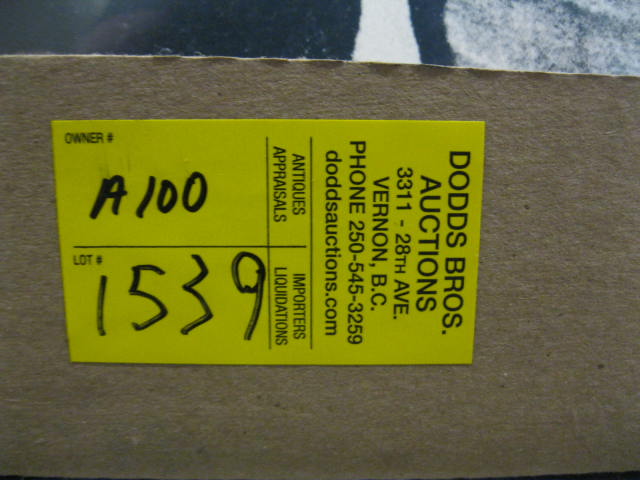 OWNER #
A100
LOT #
1539
ANTIQUES
APPRAISALS
IMPORTERS
LIQUIDATIONS
DODDS BROS.
AUCTIONS
3311 - 28TH AVE.
VERNON, B.C.
PHONE 250-545-3259
doddsauctions.com